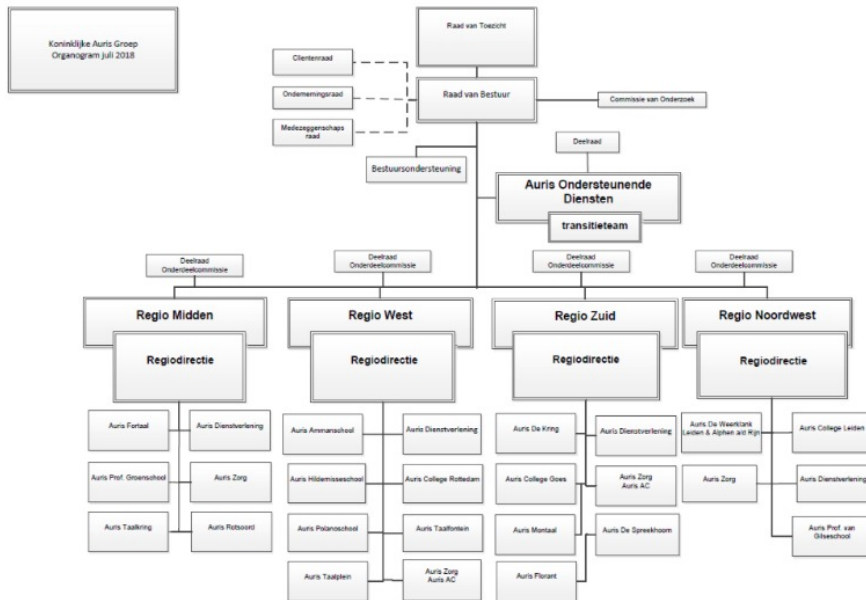 Koninklijke Auris Groep
Organogram juli 2018
Raad van Toezicht
Clientenraad
Ondernemingsraad
Medezeggenschaps
raad
Raad van Bestuur
Commissie van Onderzoek
Deelraad
Bestuursondersteuning
Auris Ondersteunende
Diensten
transitieteam
Deelraad
Onderdeelcommissie
Deelraad
Onderdeelcommissie
Deelraad
Onderdeelcommissie
Deelraad
Onderdeelcommissie
Regio Midden
Regiodirectie
Regio West
Regiodirectie
Regio Zuid
Regiodirectie
Regio Noordwest
Regiodirectie
Auris Fortaal
Auris Dienstverlening
Auris Prof. Groenschool
Auris Zorg
Auris Taalkring
Auris Rotsoord
Auris Ammanschool
Auris Dienstverlening
Auris Hildernisseschool
Auris College Rotterdam
Auris Polanoschool
Auris Taalfontein
Auris Taalplein
Auris Zorg
Auris AC
Auris De Kring
Auris Dienstverlening
Auris College Goes
Auris Zorg
Auris AC
Auris Montaal
Auris De Spreekhoorn
Auris Florant
Auris De Weerklank
Leiden & Alphen a/d Rijn
Auris College Leiden
Auris Zorg
Auris Dienstverlening
Auris Prof. van
Gilseschool